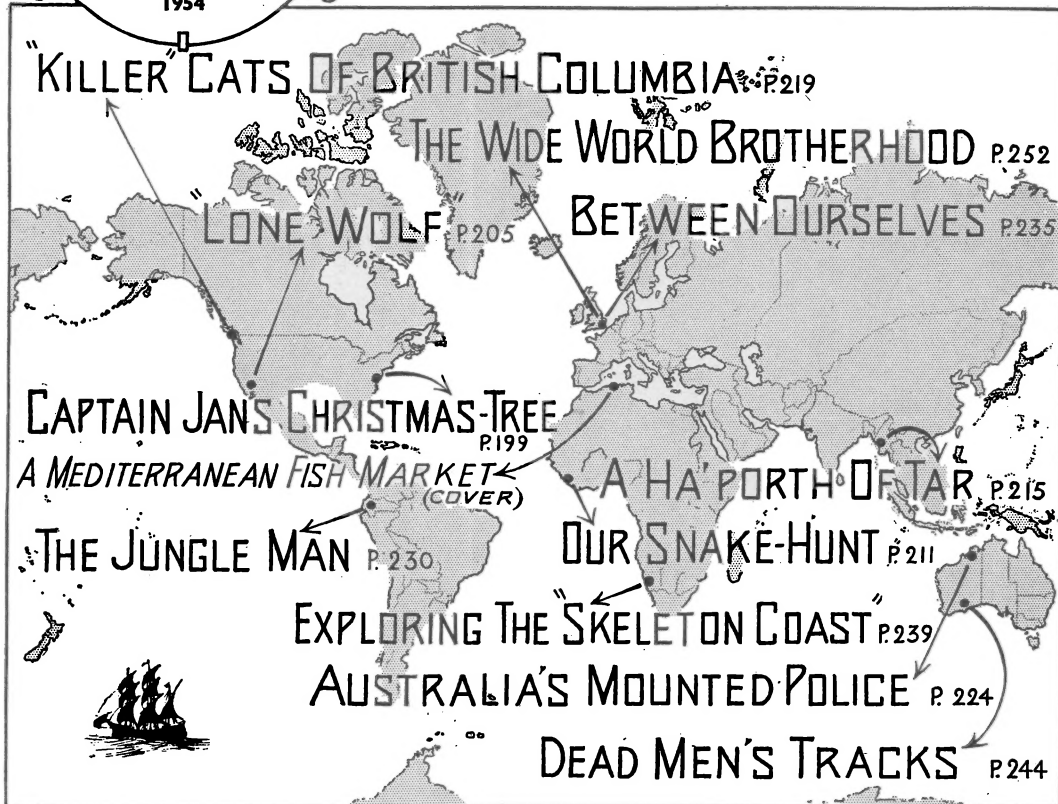 1954
"KILLER" CATS OF BRITISH COLUMBIA P.219
THE WIDE WORLD BROTHERHOOD P.252
"LONE WOLF" P.205
BETWEEN OURSELVES P.235
CAPTAIN JAN'S CHRISTMAS-TREE
P.199
A MEDITERRANEAN FISH MARKET
(COVER)
A HA'PORTH OF TAR P.215
THE JUNGLE MAN P.230
OUR SNAKE-HUNT P.211
EXPLORING THE "SKELETON COAST" P.239
AUSTRALIA'S MOUNTED POLICE P.224
DEAD MEN'S TRACKS P.244